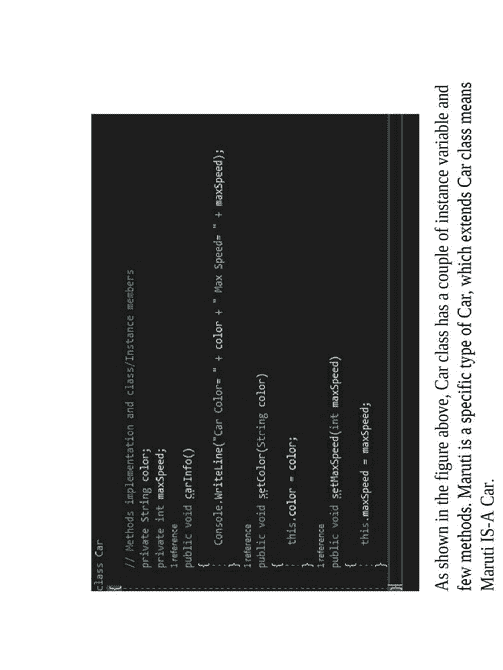 class Car
{
// Methods implementation and class/Instance members
private String color;
private int maxSpeed;
1 reference
public void carInfo()
{
Console.WriteLine("Car Color= " + color + " Max Speed= " + maxSpeed);
}
1 reference
public void setColor(String color)
{
this.color = color;
}
1 reference
public void setMaxSpeed(int maxSpeed)
{
this.maxSpeed = maxSpeed;
}
}
As shown in the figure above, Car class has a couple of instance variable and
few methods. Maruti is a specific type of Car, which extends Car class means
Maruti IS-A Car.